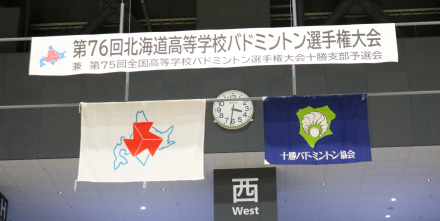 第76回北海道高等学校バドミントン選手権大会
兼 第75回全国高等学校バドミントン選手権大会十勝支部予選会
十勝バドミントン協会
西
West